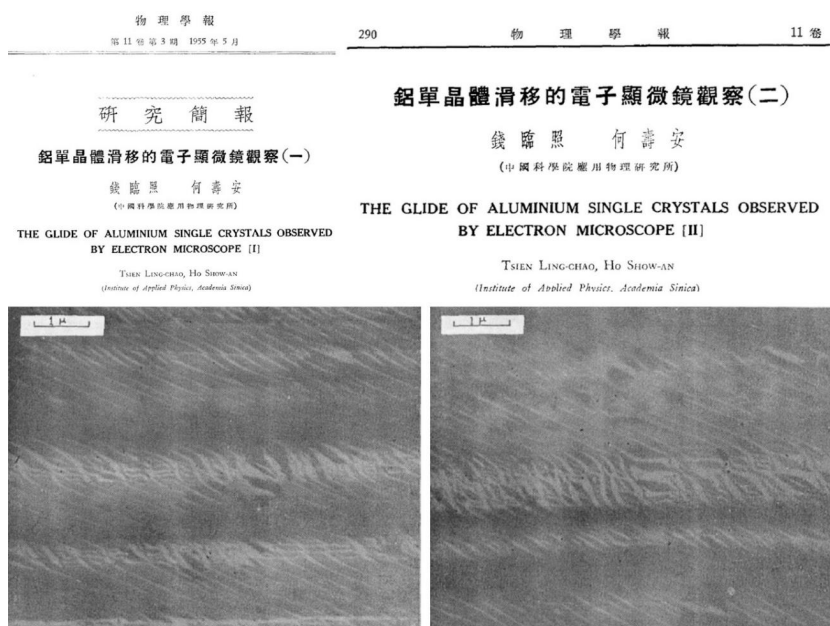 物理學報
第11卷第3期 1955年5月
研究簡報
鋁單晶體滑移的電子顯微鏡觀察(一)
錢臨照 何壽安
(中國科學院應用物理研究所)
THE GLIDE OF ALUMINIUM SINGLE CRYSTALS OBSERVED
BY ELECTRON MICROSCOPE [I]
TSIEN LING-CHAO, HO SHOW-AN
(Institute of Applied Physics, Academia Sinica)
290 物理學報 11卷
鋁單晶體滑移的電子顯微鏡觀察(二)
錢臨照 何壽安
(中國科學院應用物理研究所)
THE GLIDE OF ALUMINIUM SINGLE CRYSTALS OBSERVED
BY ELECTRON MICROSCOPE [II]
TSIEN LING-CHAO, HO SHOW-AN
(Institute of Applied Physics, Academia Sinica)
1μ
1μ